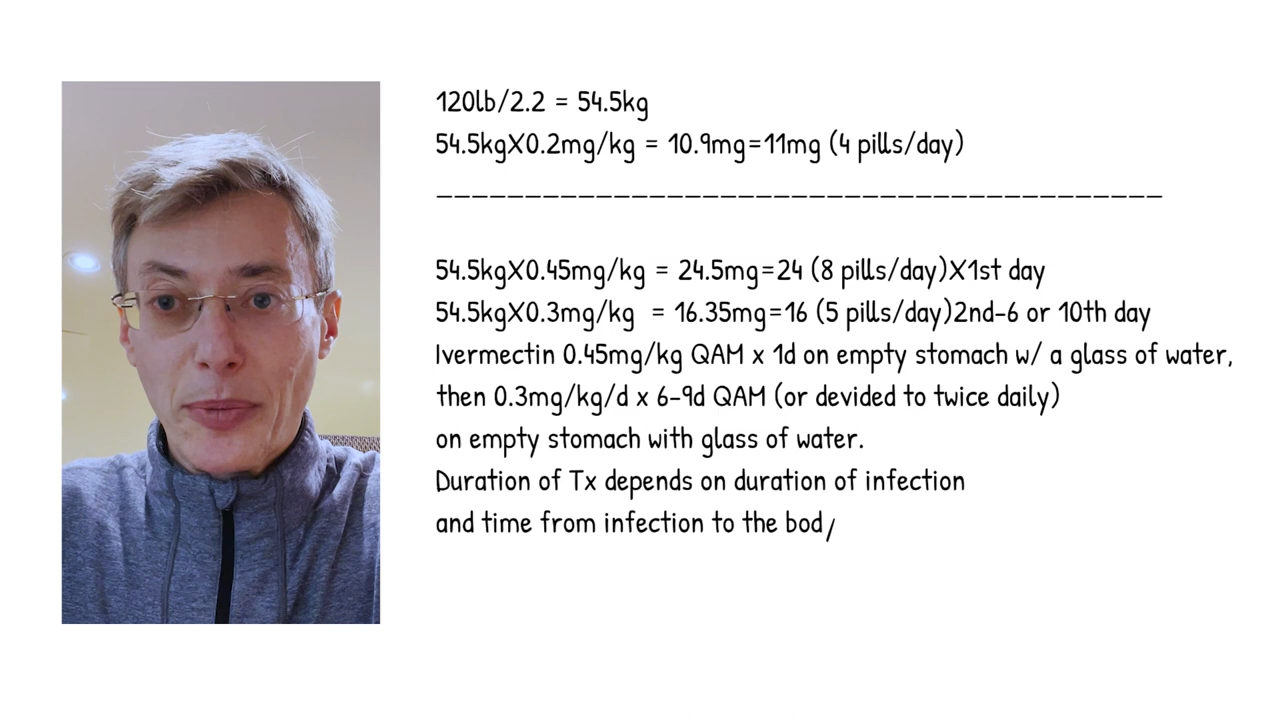 120lb/2.2 = 54.5kg
54.5kgX0.2mg/kg = 10.9mg=11mg (4 pills/day)
________________________________________
54.5kgX0.45mg/kg = 24.5mg=24 (8 pills/day)X1st day
54.5kgX0.3mg/kg  = 16.35mg=16 (5 pills/day)2nd-6 or 10th day
Ivermectin 0.45mg/kg QAM x 1d on empty stomach w/ a glass of water,
then 0.3mg/kg/d x 6-9d QAM (or devided to twice daily)
on empty stomach with glass of water.
Duration of Tx depends on duration of infection
and time from infection to the bod/